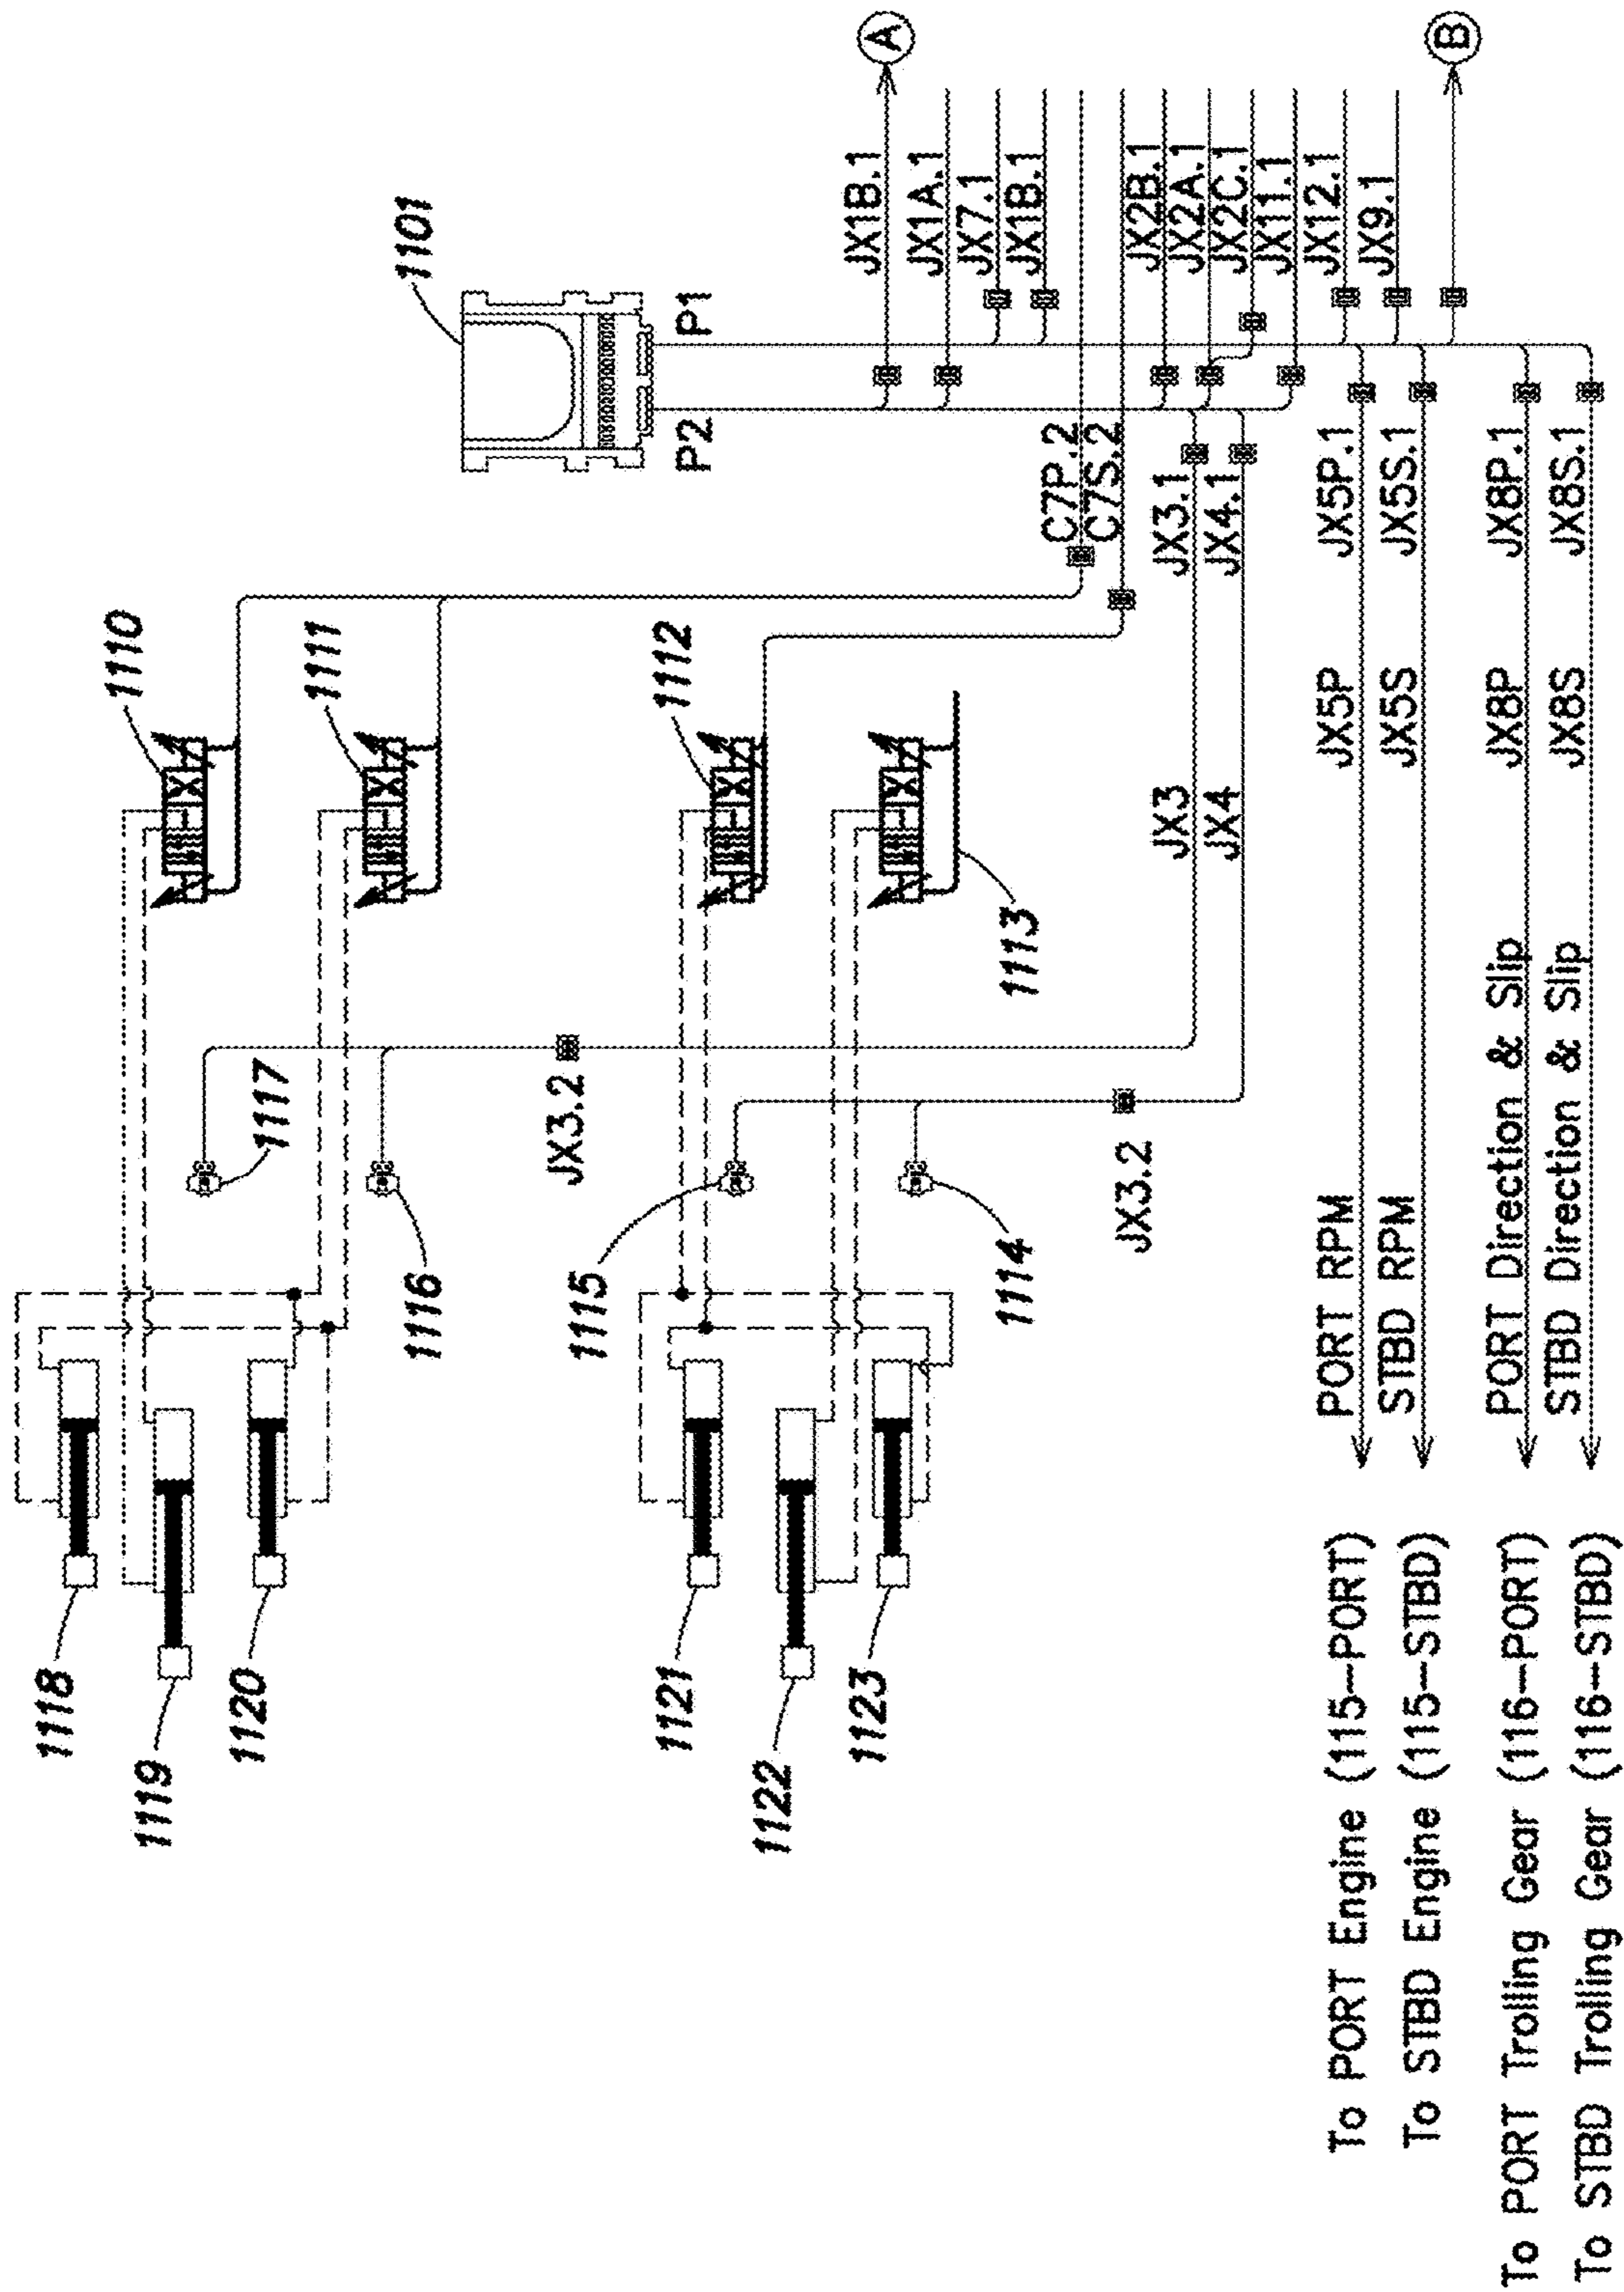 1101
P1
P2
A
JX1B.1
JX1A.1
JX7.1
JX1B.1
JX2B.1
JX2A.1
JX2C.1
JX11.1
JX12.1
JX9.1
B
C7P.2
C7S.2
JX3.1
JX4.1
JX5P.1
JX5S.1
JX8P.1
JX8S.1
1110
1111
1112
1113
JX3
JX4
JX5P
JX5S
JX8P
JX8S
1117
1116
1115
1114
JX3.2
JX3.2
PORT RPM
STBD RPM
PORT Direction & Slip
STBD Direction & Slip
1118
1119
1120
1121
1122
1123
To PORT Engine (115-PORT)
To STBD Engine (115-STBD)
To PORT Trolling Gear (116-PORT)
To STBD Trolling Gear (116-STBD)